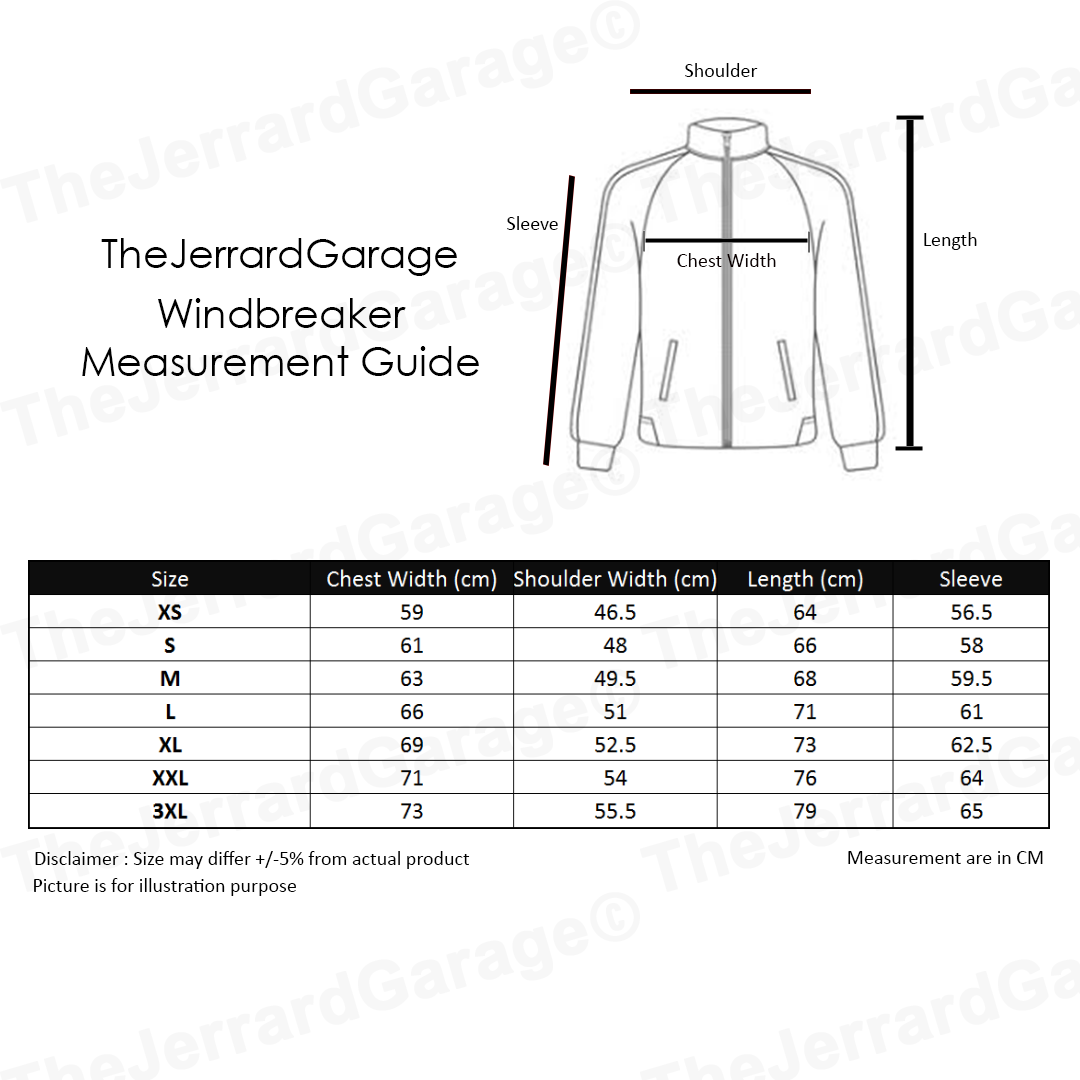 TheJerrardGarage©
Shoulder
Sleeve
Length
Chest Width
TheJerrardGarage
Windbreaker
Measurement Guide
Size Chest Width (cm) Shoulder Width (cm) Length (cm) Sleeve
XS 59 46.5 64 56.5
S 61 48 66 58
M 63 49.5 68 59.5
L 66 51 71 61
XL 69 52.5 73 62.5
XXL 71 54 76 64
3XL 73 55.5 79 65
Disclaimer : Size may differ +/-5% from actual product
Measurement are in CM
Picture is for illustration purpose